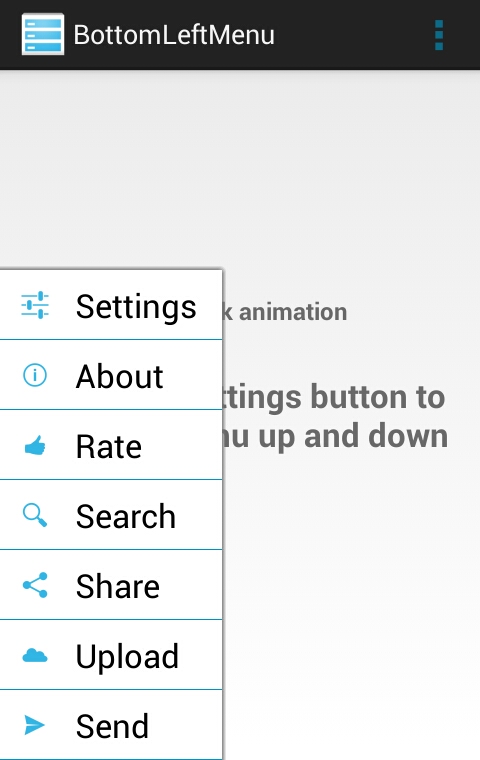 BottomLeftMenu
Settings
k animation
About
ttings button to
nu up and down
Rate
Search
Share
Upload
Send